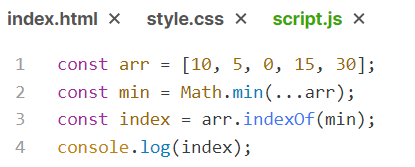 index.html × style.css × script.js ×
1 const arr = [10, 5, 0, 15, 30];
2 const min = Math.min(...arr);
3 const index = arr.indexOf(min);
4 console.log(index);